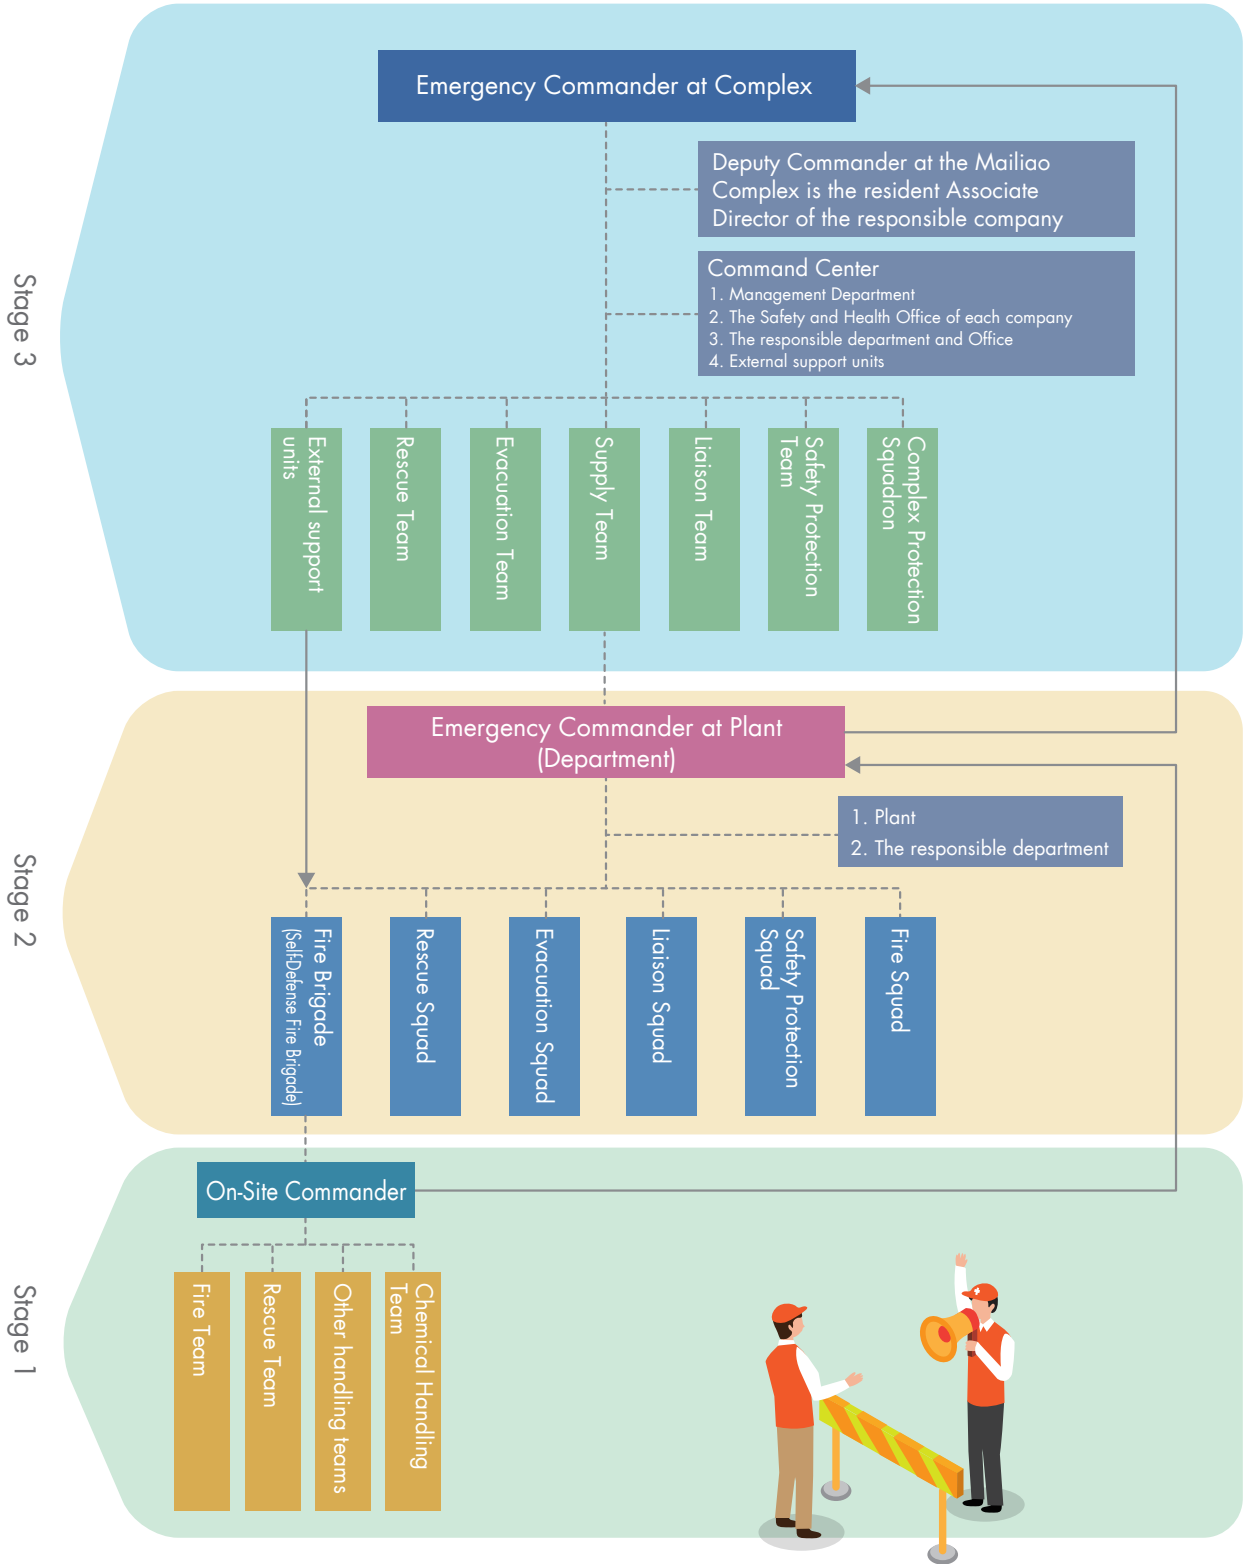 Stage 3
Emergency Commander at Complex
Deputy Commander at the Mailiao
Complex is the resident Associate
Director of the responsible company
Command Center
1. Management Department
2. The Safety and Health Office of each company
3. The responsible department and Office
4. External support units
External support
units
Rescue Team
Evacuation Team
Supply Team
Liaison Team
Safety Protection
Team
Complex Protection
Squadron
Stage 2
Emergency Commander at Plant
(Department)
1. Plant
2. The responsible department
Fire Brigade
(Self-Defense Fire Brigade)
Rescue Squad
Evacuation Squad
Liaison Squad
Safety Protection
Squad
Fire Squad
Stage 1
On-Site Commander
Fire Team
Rescue Team
Other handling teams
Chemical Handling
Team